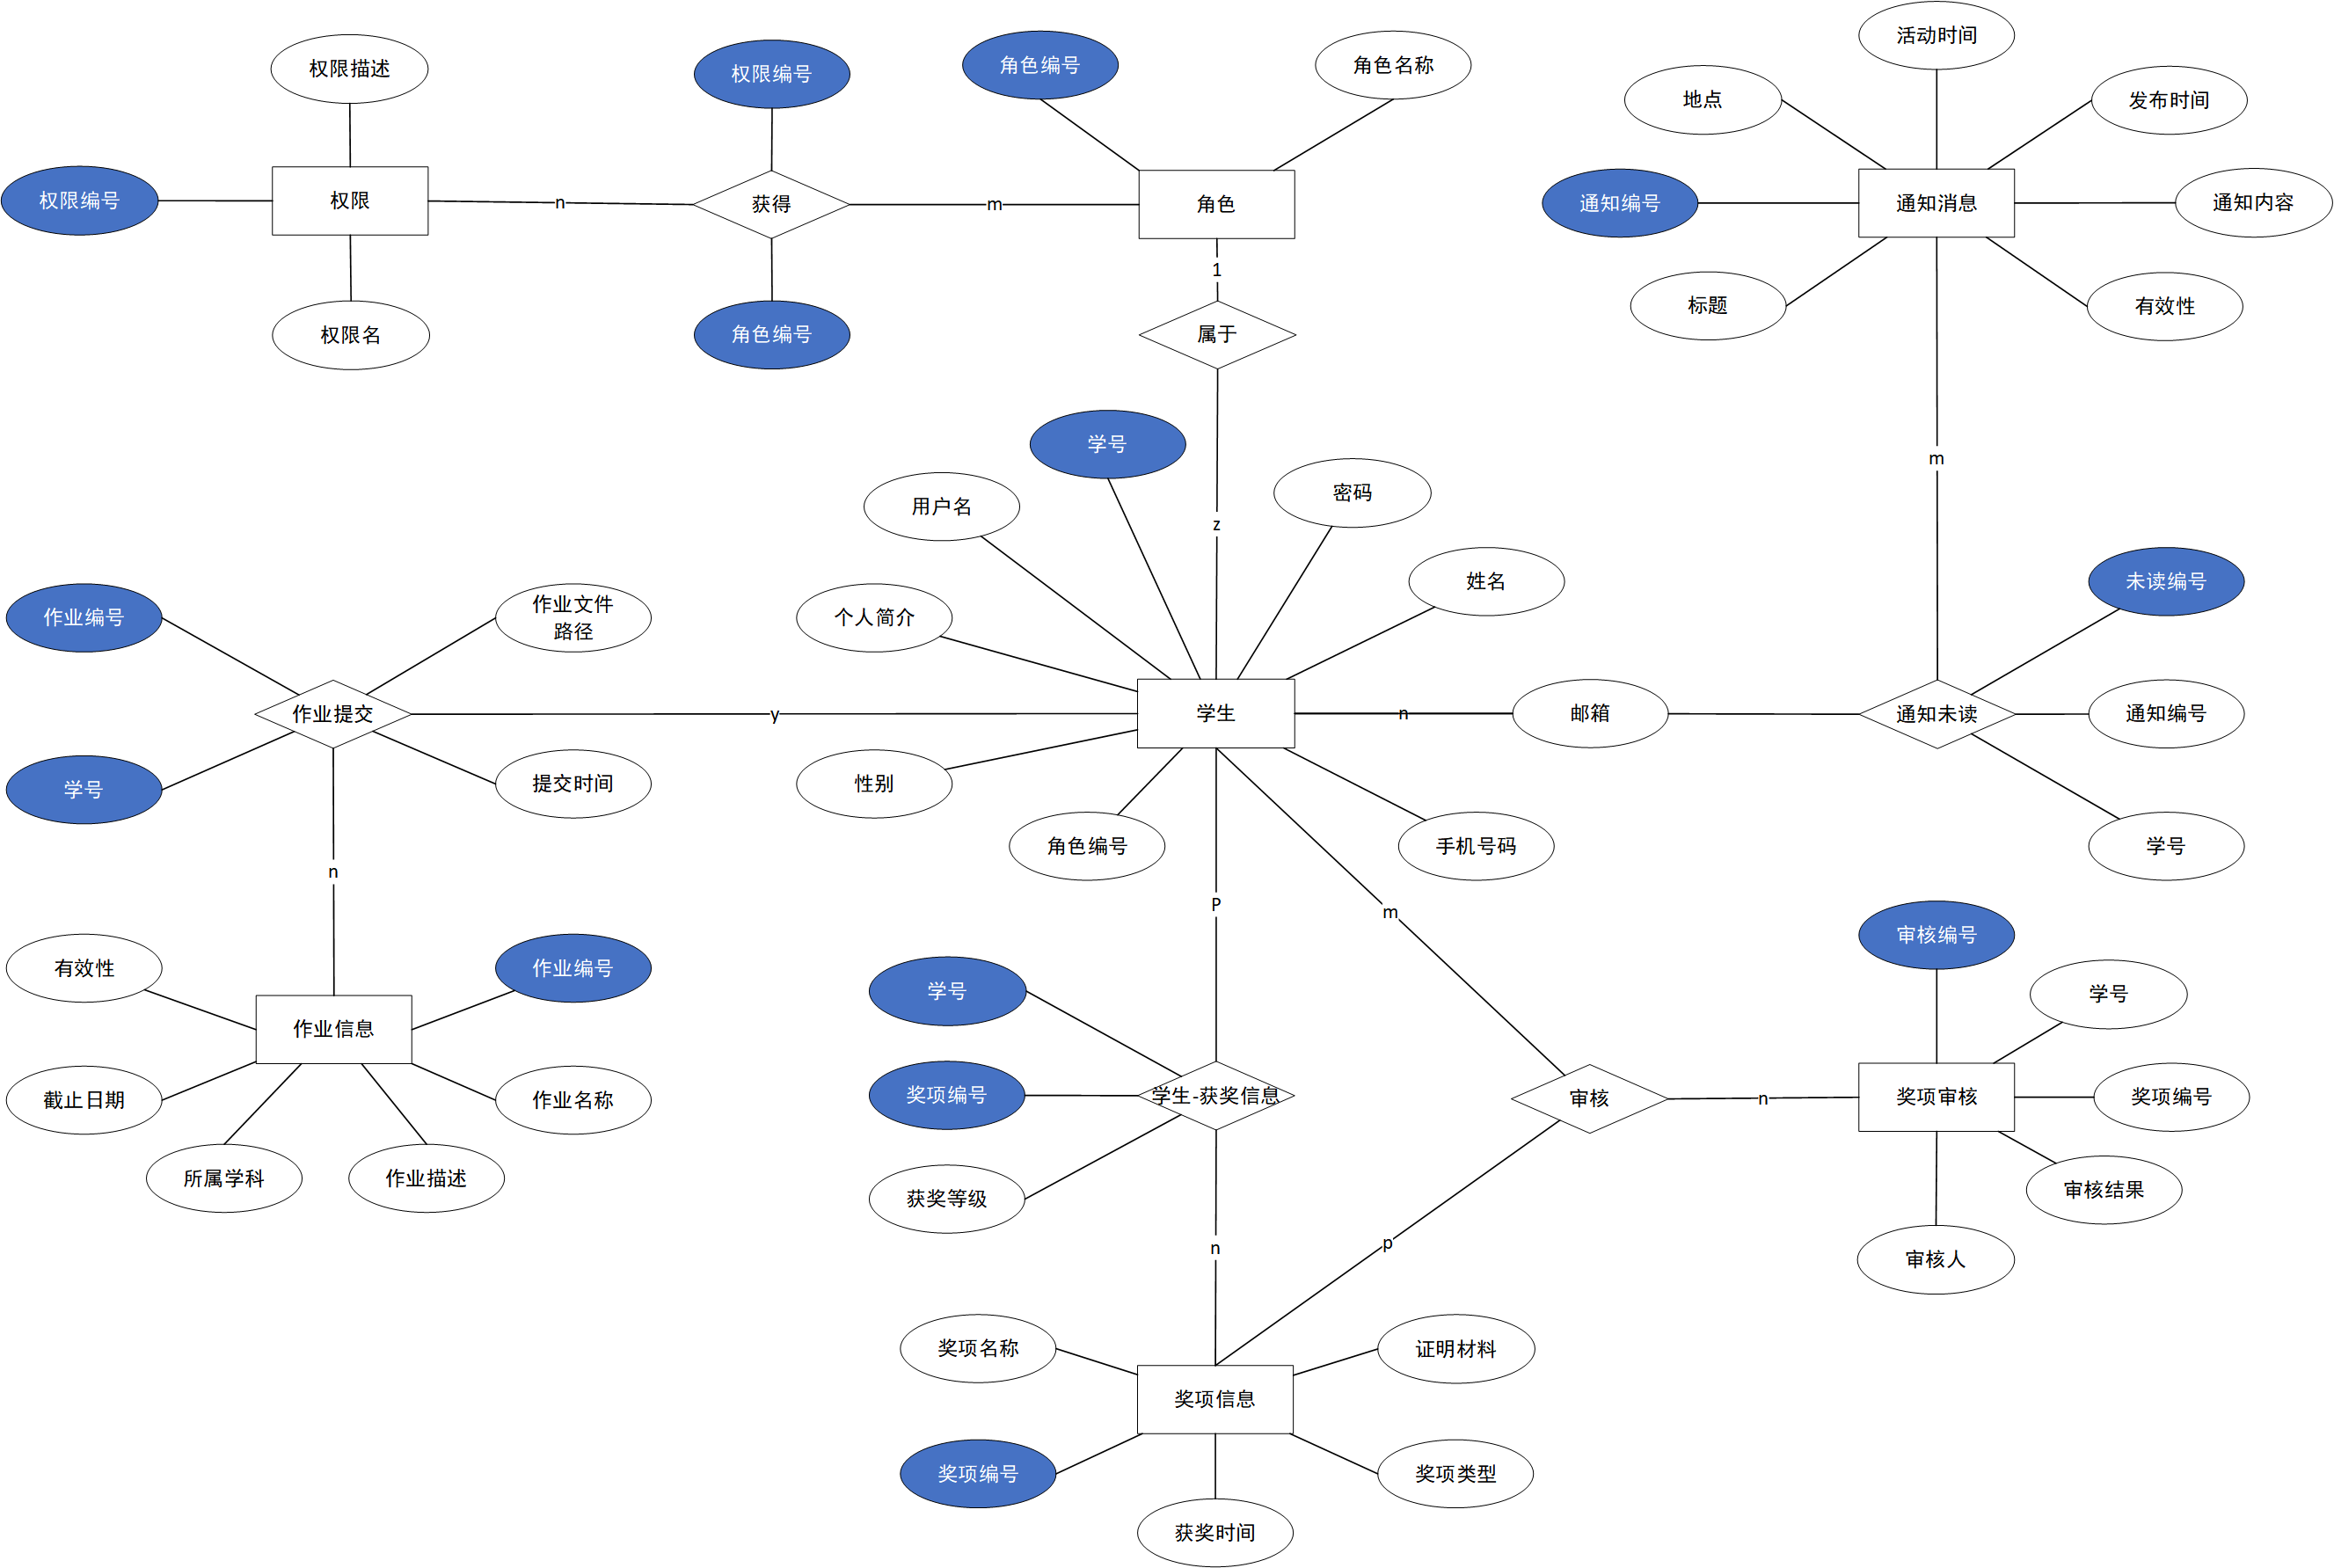 活动时间
权限描述
权限编号
角色编号
角色名称
地点
发布时间
权限编号
权限
n
获得
m
角色
通知编号
通知消息
通知内容
1
权限名
角色编号
属于
标题
有效性
学号
m
用户名
密码
z
作业编号
作业文件
路径
个人简介
姓名
未读编号
作业提交
y
学生
n
邮箱
通知未读
通知编号
学号
提交时间
性别
角色编号
手机号码
学号
n
P
m
审核编号
有效性
作业编号
学号
学号
作业信息
截止日期
作业名称
奖项编号
学生-获奖信息
审核
n
奖项审核
奖项编号
所属学科
作业描述
获奖等级
审核结果
n
p
审核人
奖项名称
证明材料
奖项信息
奖项编号
奖项类型
获奖时间